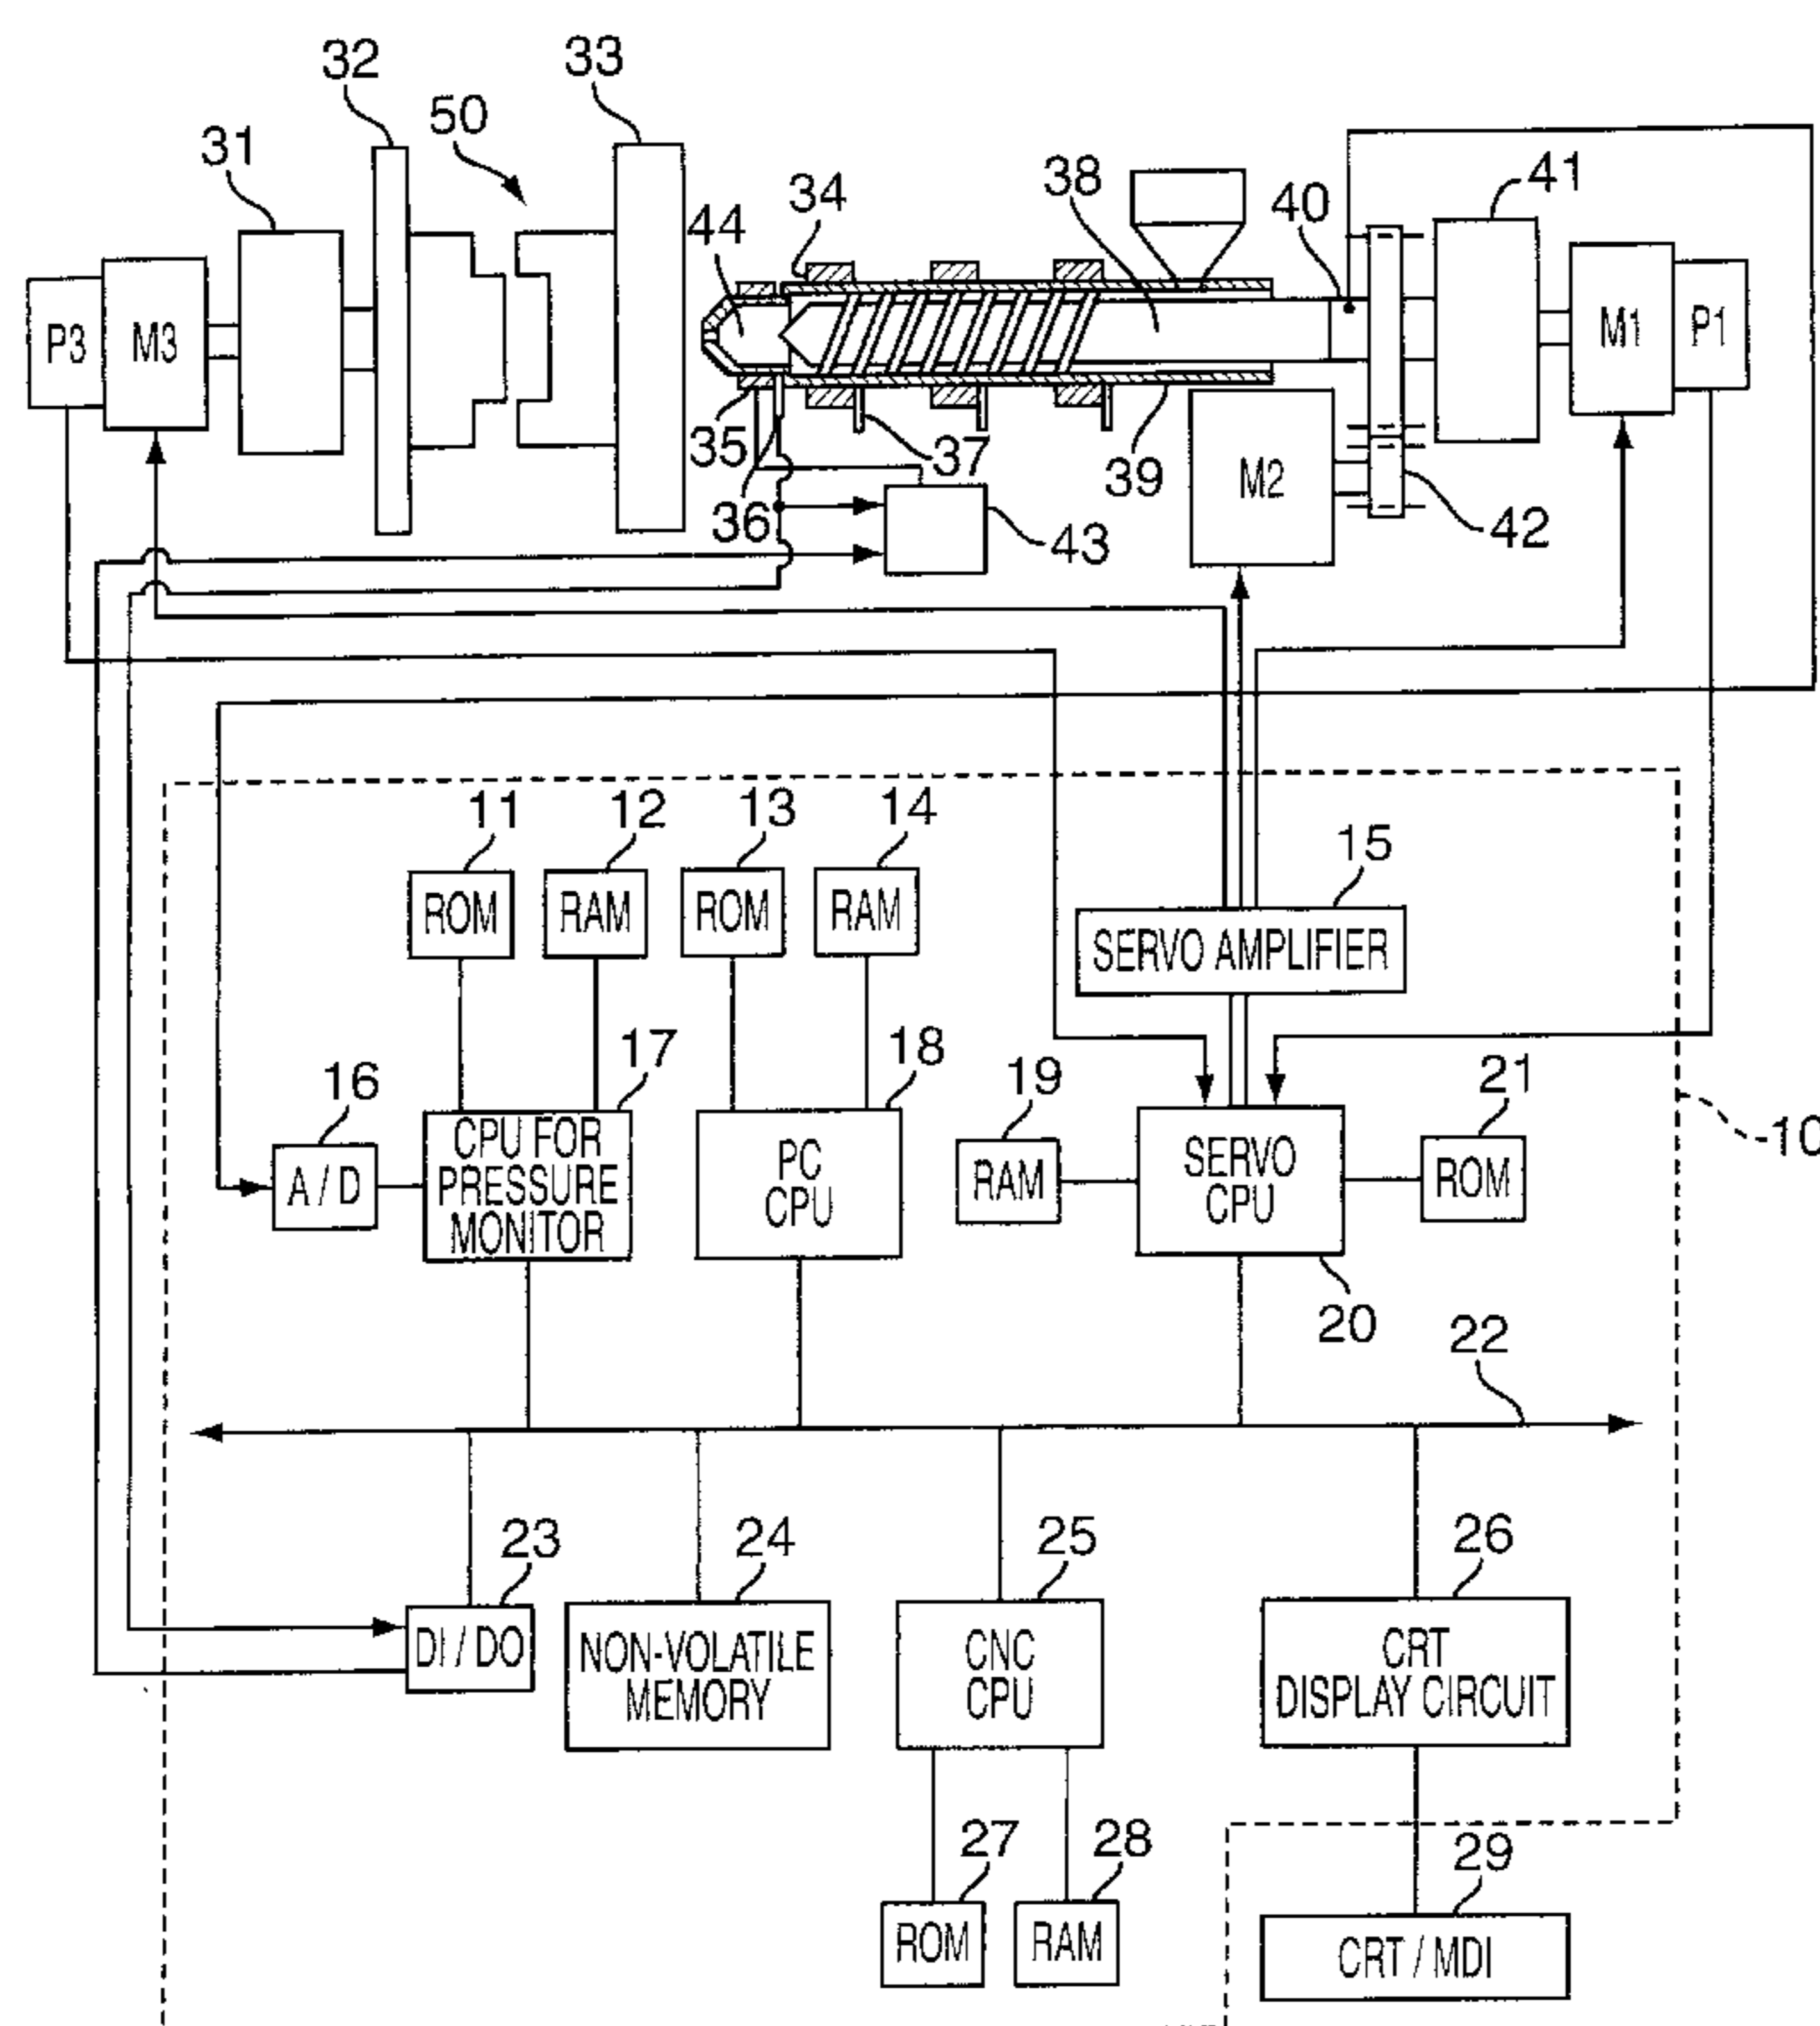 32
33
50
31
34
38
41
40
44
P3
M3
M1
P1
35
37
39
M2
36
43
42
11
12
13
14
15
ROM
RAM
ROM
RAM
SERVO AMPLIFIER
16
17
18
19
21
10
A / D
CPU FOR
PRESSURE
MONITOR
PC
CPU
RAM
SERVO
CPU
ROM
20
22
23
24
25
26
DI / DO
NON-VOLATILE
MEMORY
CNC
CPU
CRT
DISPLAY CIRCUIT
27
28
29
ROM
RAM
CRT / MDI